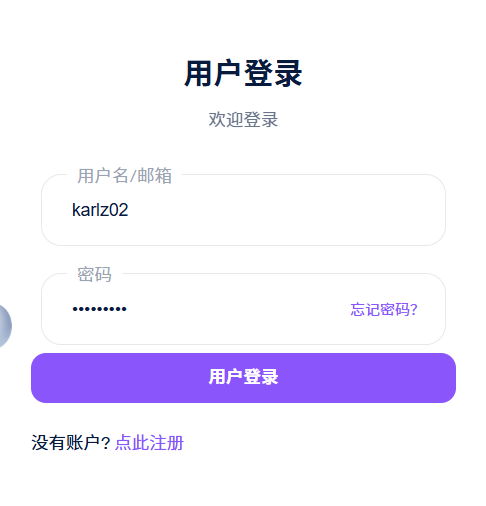 用户登录
欢迎登录
用户名/邮箱
karlz02
密码
•••••••••
忘记密码？
用户登录
没有账户? 点此注册